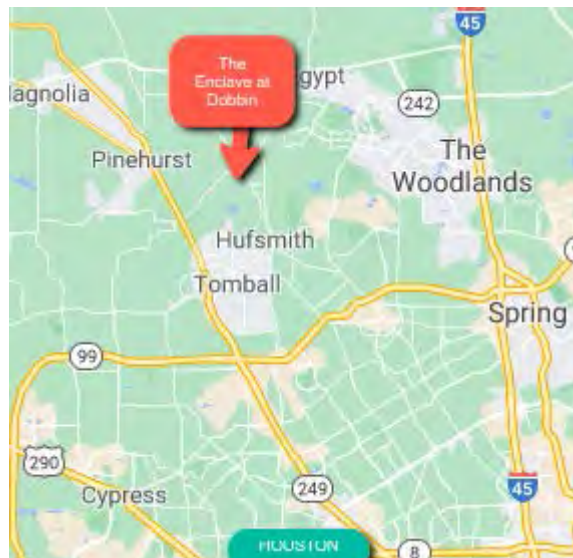 45
The
Enclave at
Dobbin
gypt
242
agnolia
The
Woodlands
Pinehurst
Hufsmith
Tomball
Spring
99
290
45
249
Cypress
HOUSTON
8